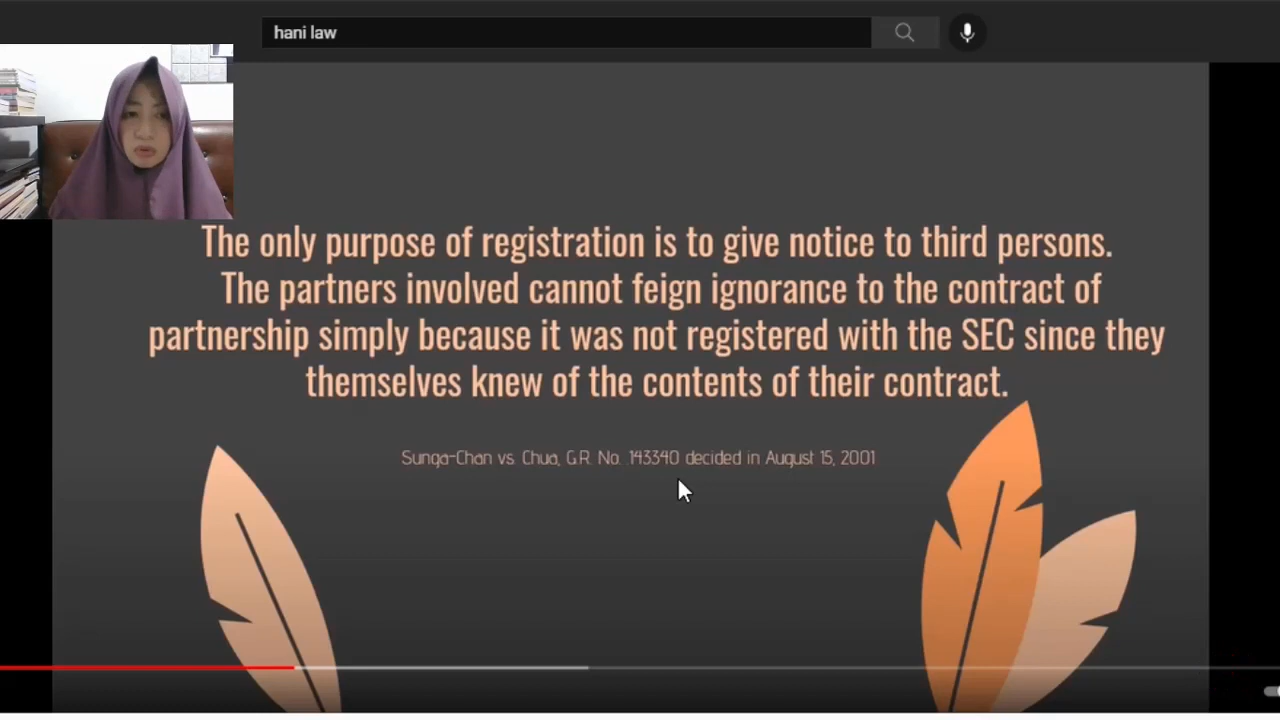 hani law
The only purpose of registration is to give notice to third persons.
The partners involved cannot feign ignorance to the contract of
partnership simply because it was not registered with the SEC since they
themselves knew of the contents of their contract.
Sunga-Chan vs. Chua, G.R. No. 143340 decided in August 15, 2001